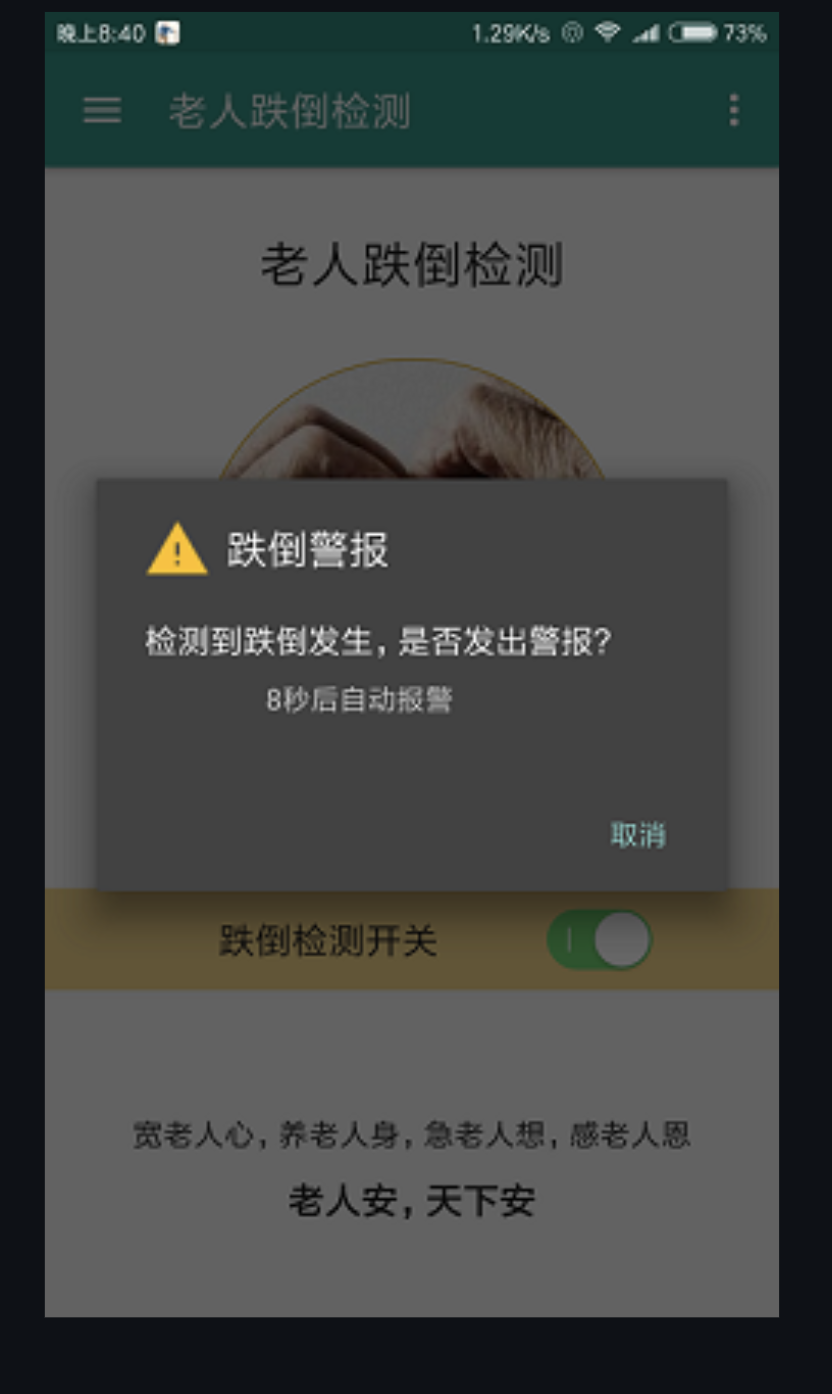 晚上8:40 1.29K/s 73%
老人跌倒检测
老人跌倒检测
跌倒警报
检测到跌倒发生，是否发出警报？
8秒后自动报警
取消
跌倒检测开关
宽老人心，养老人身，急老人想，感老人恩
老人安，天下安